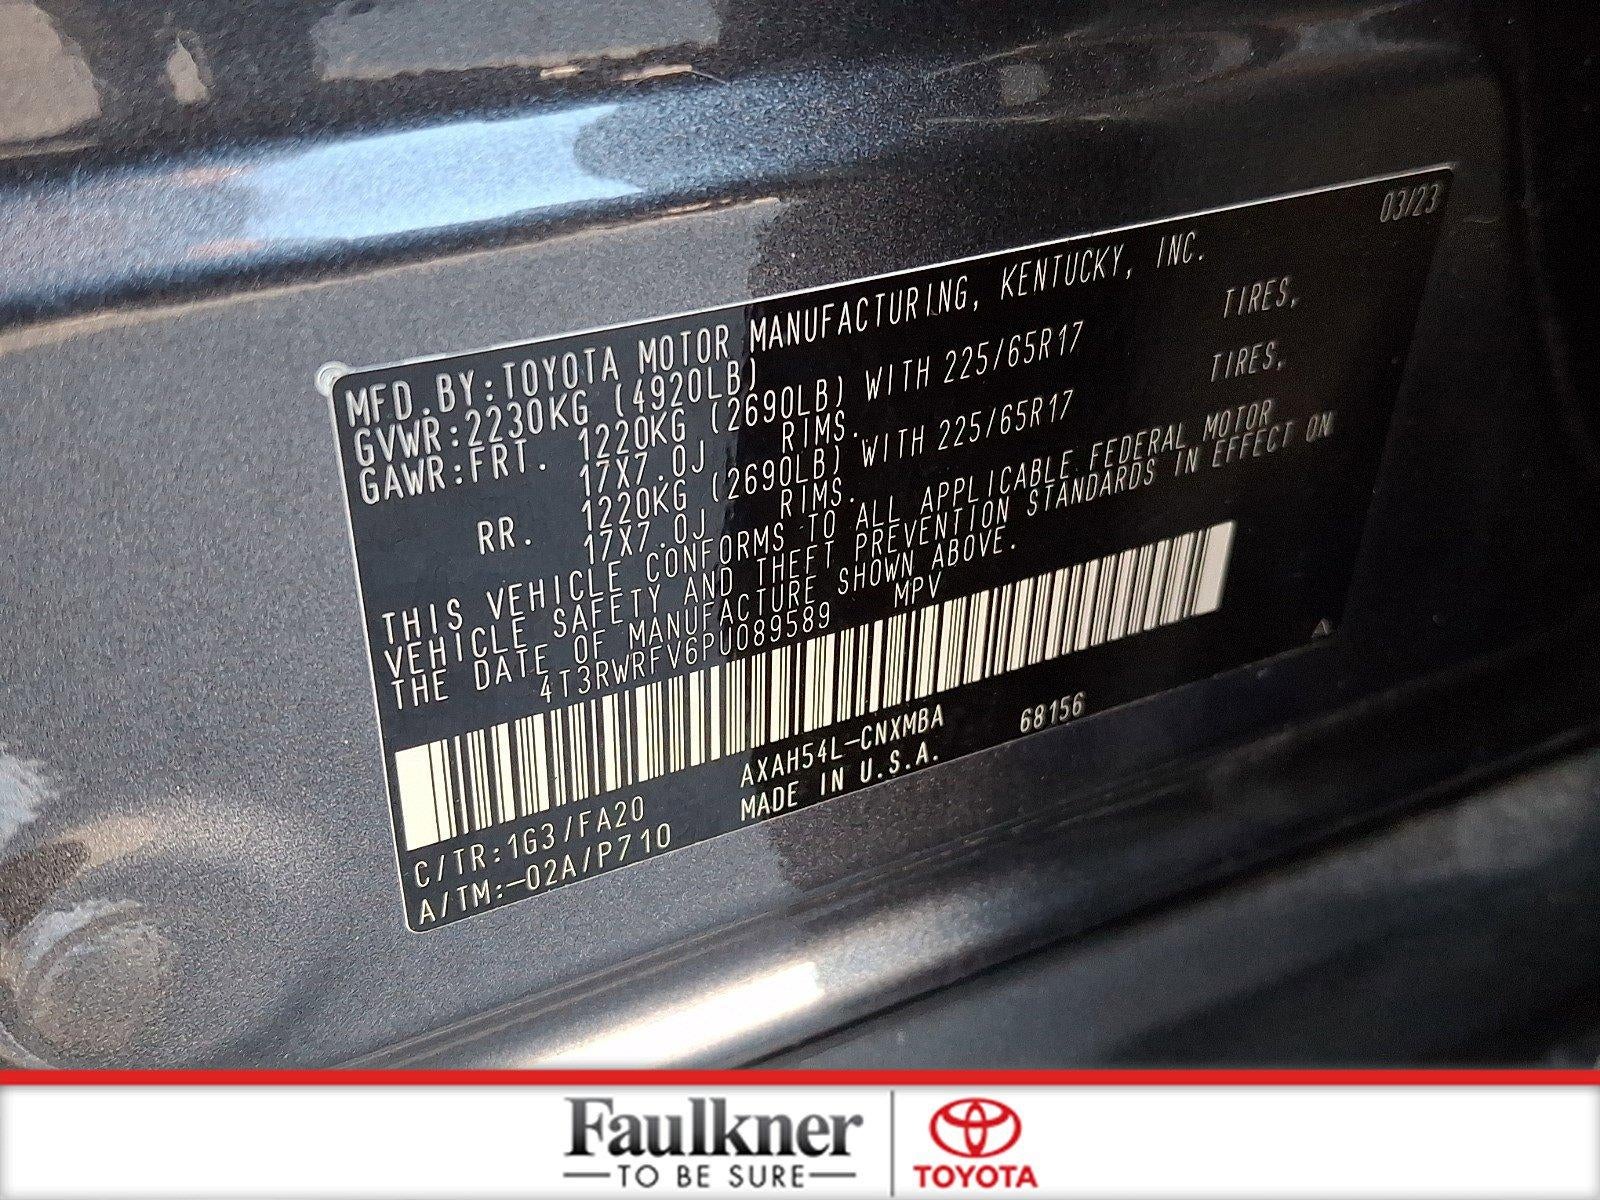 03/23
MFD.BY:TOYOTA MOTOR MANUFACTURING, KENTUCKY, INC.
GVWR:2230KG (4920LB)
GAWR:FRT. 1220KG (2690LB) WITH 225/65R17 TIRES,
17X7.0J RIMS.
RR. 1220KG (2690LB) WITH 225/65R17 TIRES,
17X7.0J RIMS.
THIS VEHICLE CONFORMS TO ALL APPLICABLE FEDERAL MOTOR
VEHICLE SAFETY AND THEFT PREVENTION STANDARDS IN EFFECT ON
THE DATE OF MANUFACTURE SHOWN ABOVE.
4T3RWRFV6PU089589 MPV
C/TR:1G3/FA20 AXAH54L-CNXMBA 68156
A/TM:-02A/P710 MADE IN U.S.A.
A
Faulkner
TO BE SURE
TOYOTA